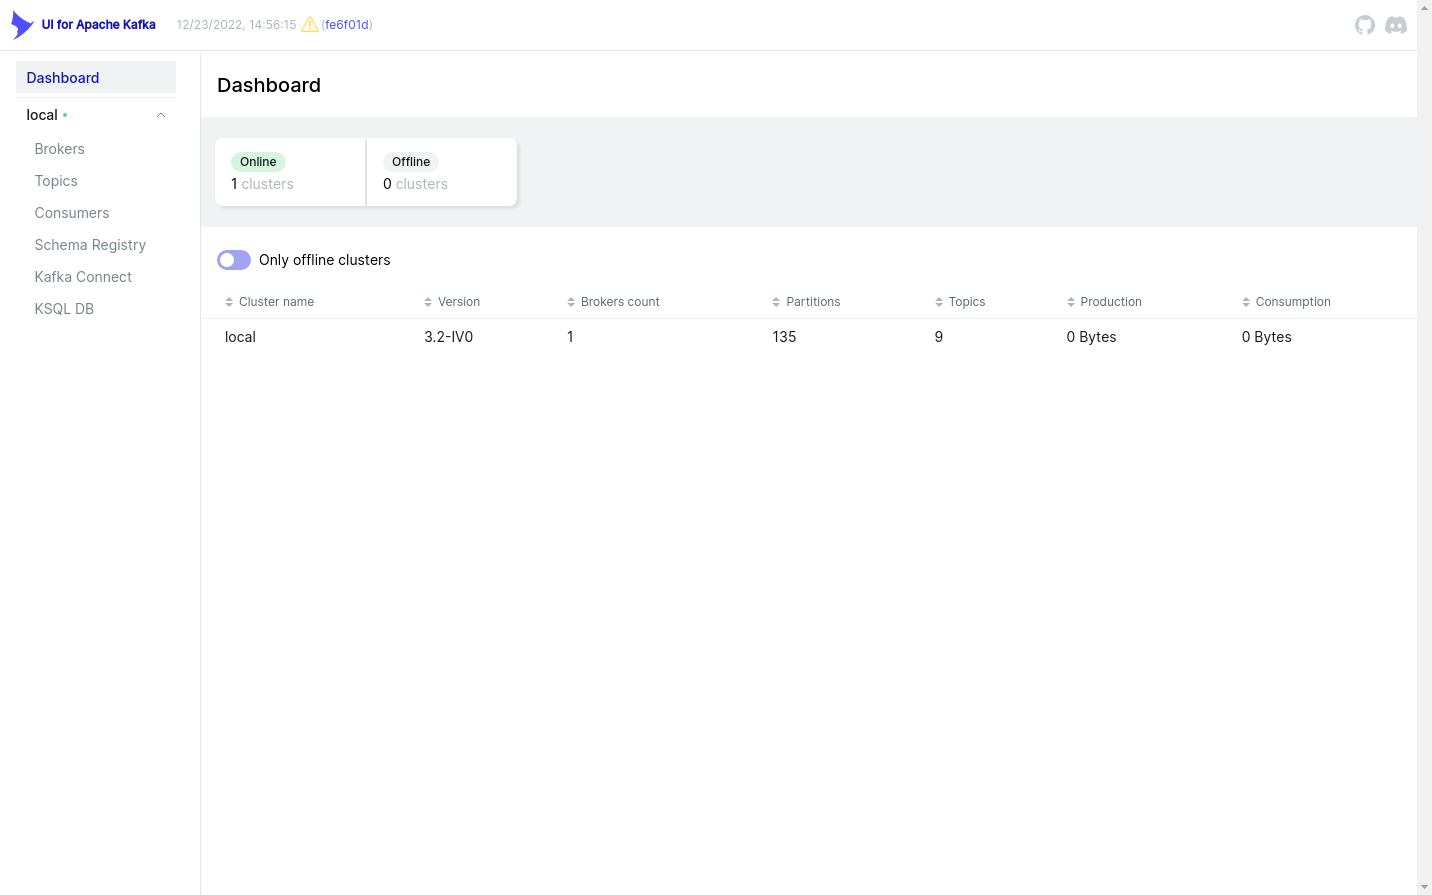 UI for Apache Kafka 12/23/2022, 14:56:15 (fe6f01d)
Dashboard
local
Brokers
Topics
Consumers
Schema Registry
Kafka Connect
KSQL DB
Dashboard
Online Offline
1 clusters 0 clusters
Only offline clusters
Cluster name Version Brokers count Partitions Topics Production Consumption
local 3.2-IV0 1 135 9 0 Bytes 0 Bytes